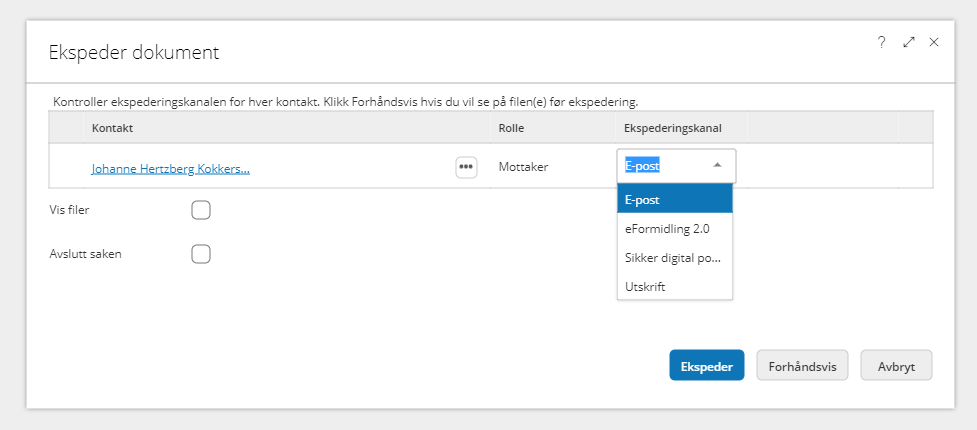 Ekspeder dokument
?
Kontroller ekspederingskanalen for hver kontakt. Klikk Forhåndsvis hvis du vil se på filen(e) før ekspedering.
Kontakt Rolle Ekspederingskanal
Johanne Hertzberg Kokkers... ••• Mottaker E-post
E-post
Vis filer
eFormidling 2.0
Avslutt saken
Sikker digital po...
Utskrift
Ekspeder Forhåndsvis Avbryt